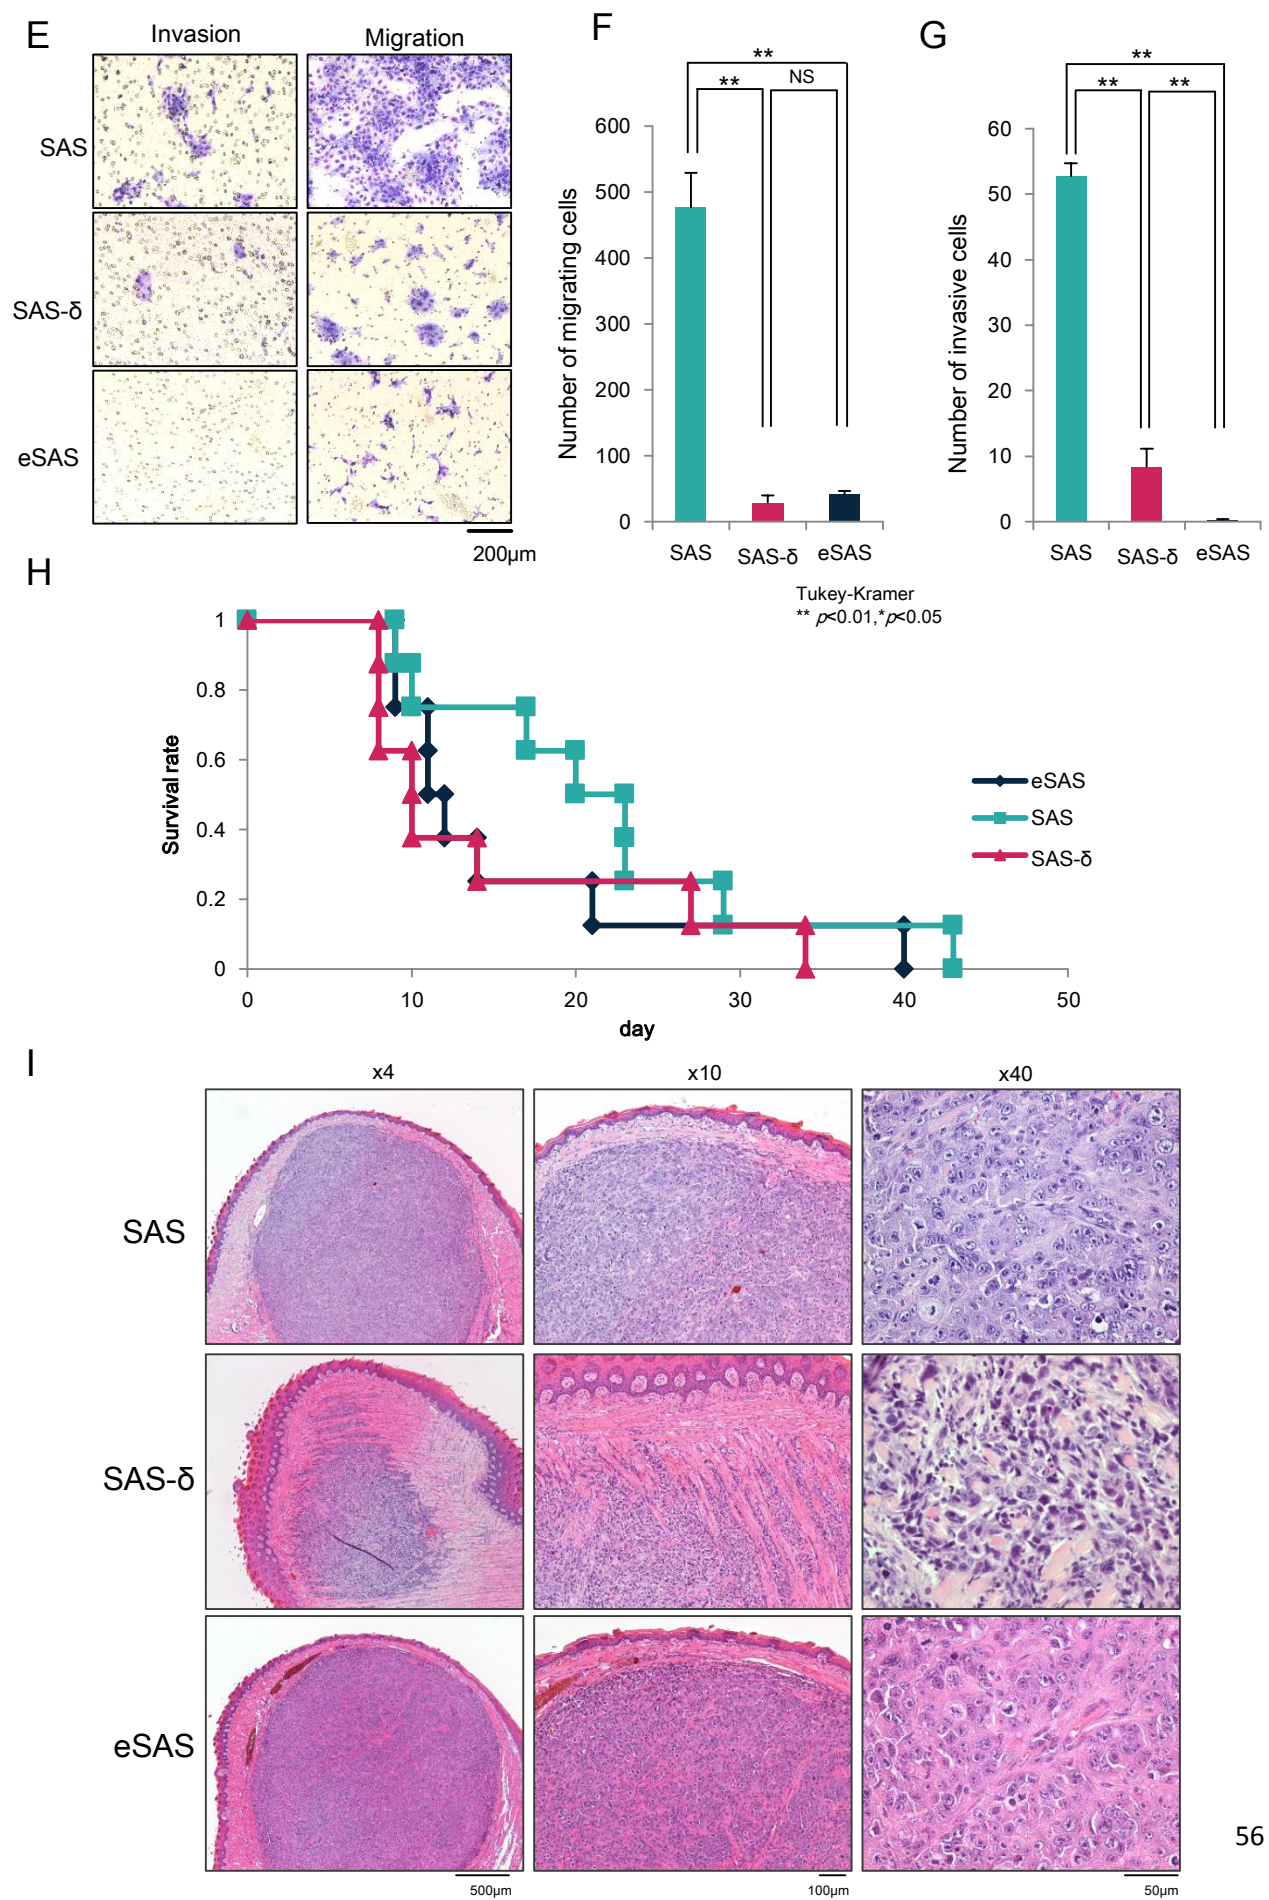 E
Invasion
Migration
SAS
SAS-δ
eSAS
200μm
F
**
**
NS
Number of migrating cells
600
500
400
300
200
100
0
SAS
SAS-δ
eSAS
G
**
**
**
Number of invasive cells
60
50
40
30
20
10
0
SAS
SAS-δ
eSAS
Tukey-Kramer
** p<0.01,*p<0.05
H
Survival rate
1
0.8
0.6
0.4
0.2
0
0
10
20
30
40
50
day
eSAS
SAS
SAS-δ
I
x4
x10
x40
SAS
SAS-δ
eSAS
500μm
100μm
50μm
56